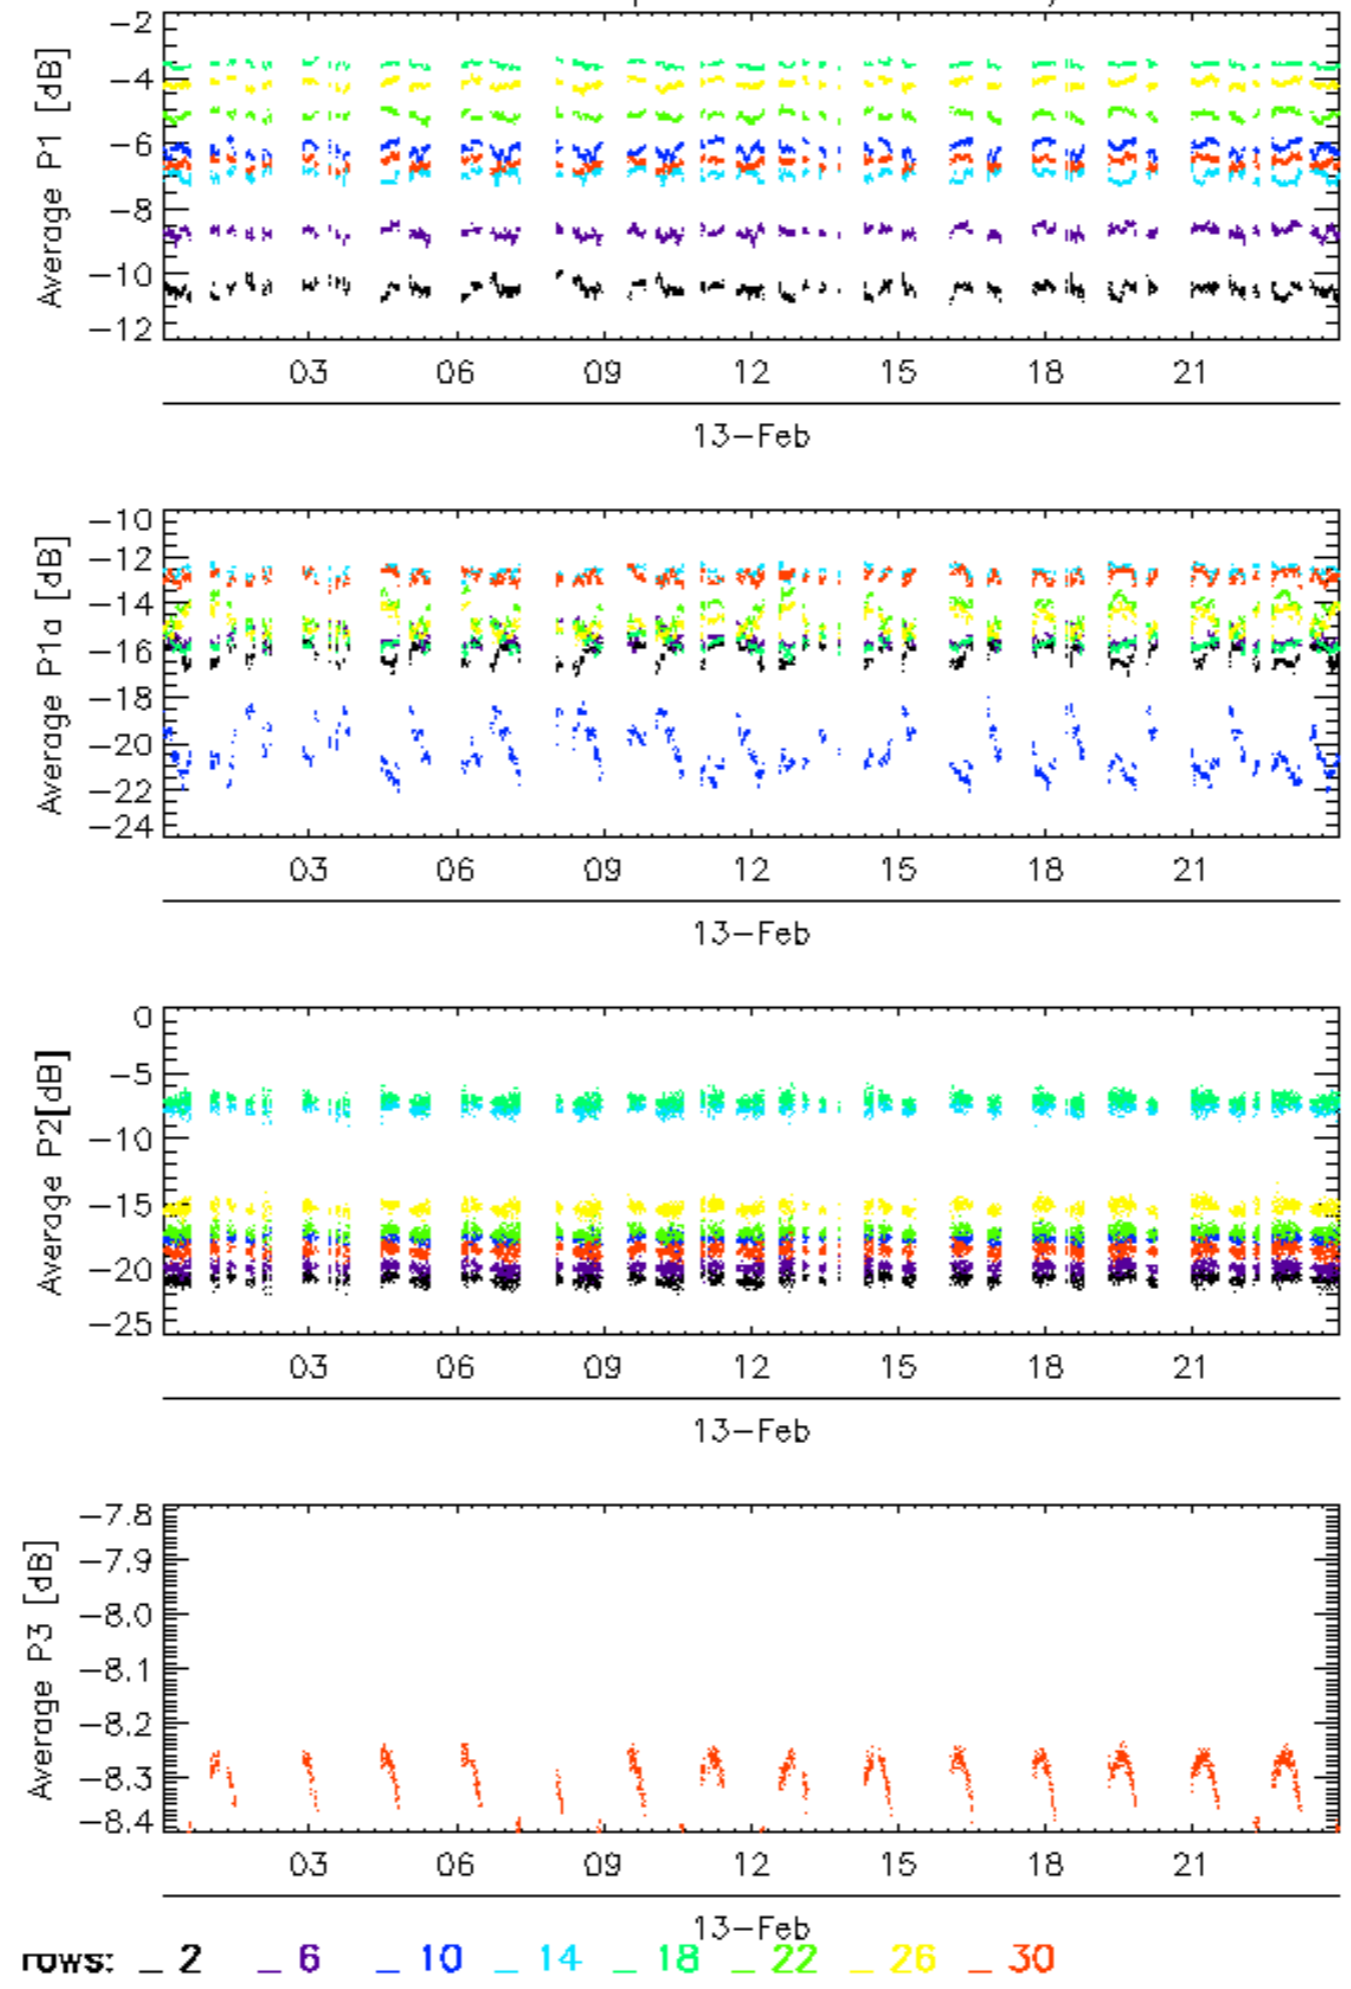 −2
−4
−6
−8
−10
−12
Average P1 [dB]
03 06 09 12 15 18 21
13−Feb
−10
−12
−14
−16
−18
−20
−22
−24
Average P1a [dB]
03 06 09 12 15 18 21
13−Feb
0
−5
−10
−15
−20
−25
Average P2[dB]
03 06 09 12 15 18 21
13−Feb
−7.8
−7.9
−8.0
−8.1
−8.2
−8.3
−8.4
Average P3 [dB]
03 06 09 12 15 18 21
13−Feb
rows: _ 2 _ 6 _ 10 _ 14 _ 18 _ 22 _ 26 _ 30